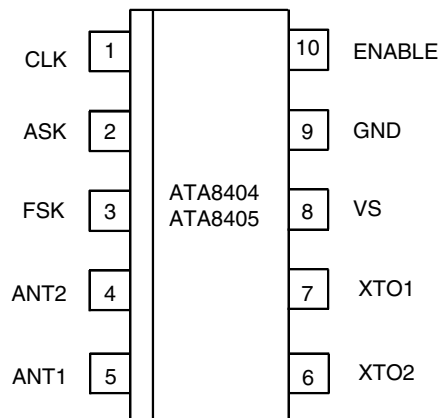 CLK 1 10 ENABLE
ASK 2 9 GND
FSK 3 ATA8404 8 VS
ATA8405
ANT2 4 7 XTO1
ANT1 5 6 XTO2